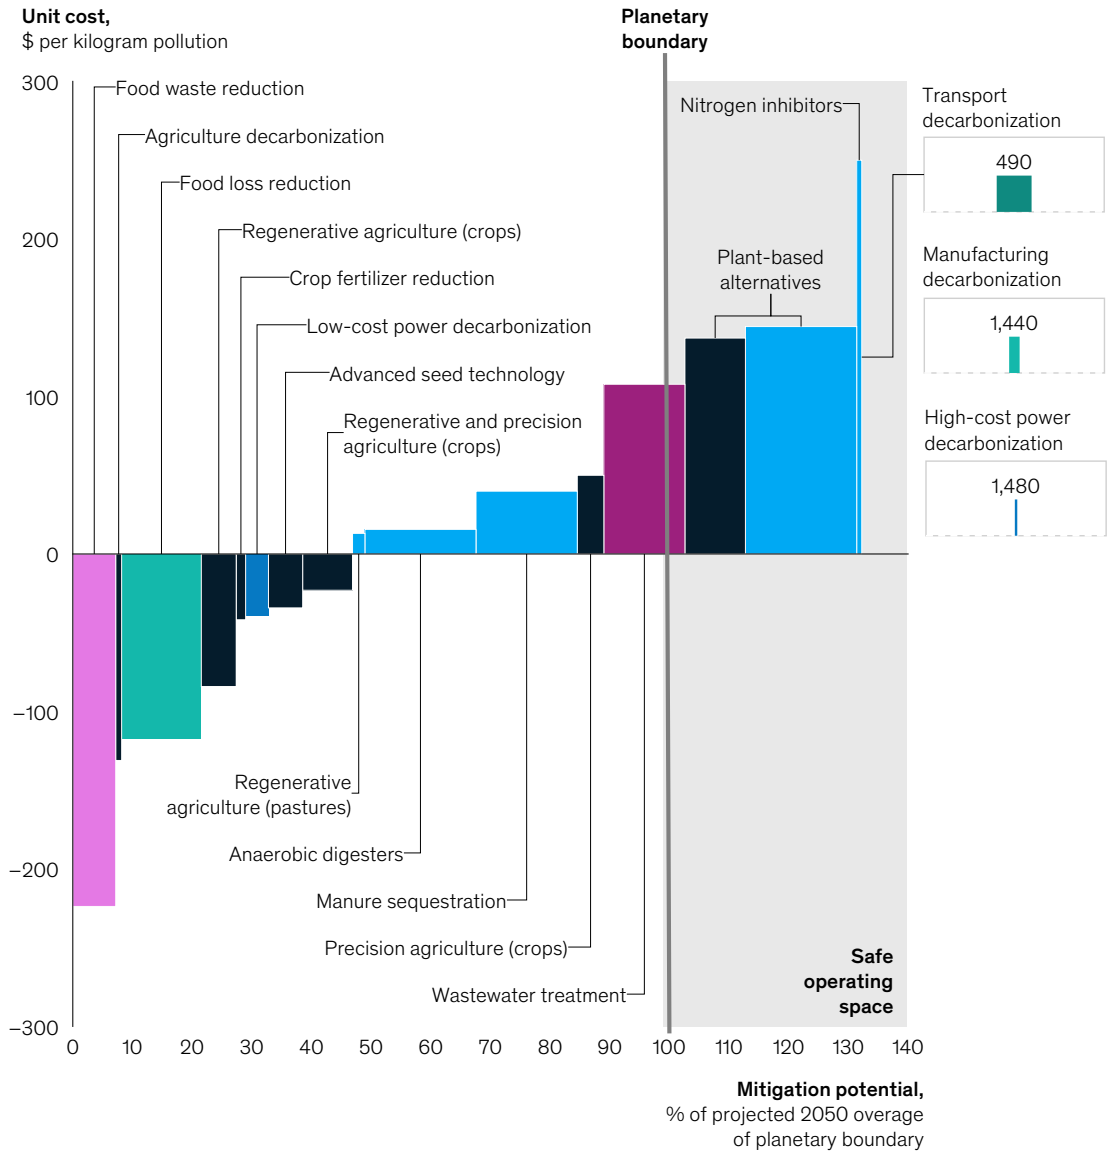 Unit cost,
$ per kilogram pollution
Planetary
boundary
300
200
100
0
–100
–200
–300
Food waste reduction
Agriculture decarbonization
Food loss reduction
Regenerative agriculture (crops)
Crop fertilizer reduction
Low-cost power decarbonization
Advanced seed technology
Regenerative and precision
agriculture (crops)
Nitrogen inhibitors
Plant-based
alternatives
Transport
decarbonization
490
Manufacturing
decarbonization
1,440
High-cost power
decarbonization
1,480
Regenerative
agriculture (pastures)
Anaerobic digesters
Manure sequestration
Precision agriculture (crops)
Wastewater treatment
Safe
operating
space
0 10 20 30 40 50 60 70 80 90 100 110 120 130 140
Mitigation potential,
% of projected 2050 overage
of planetary boundary